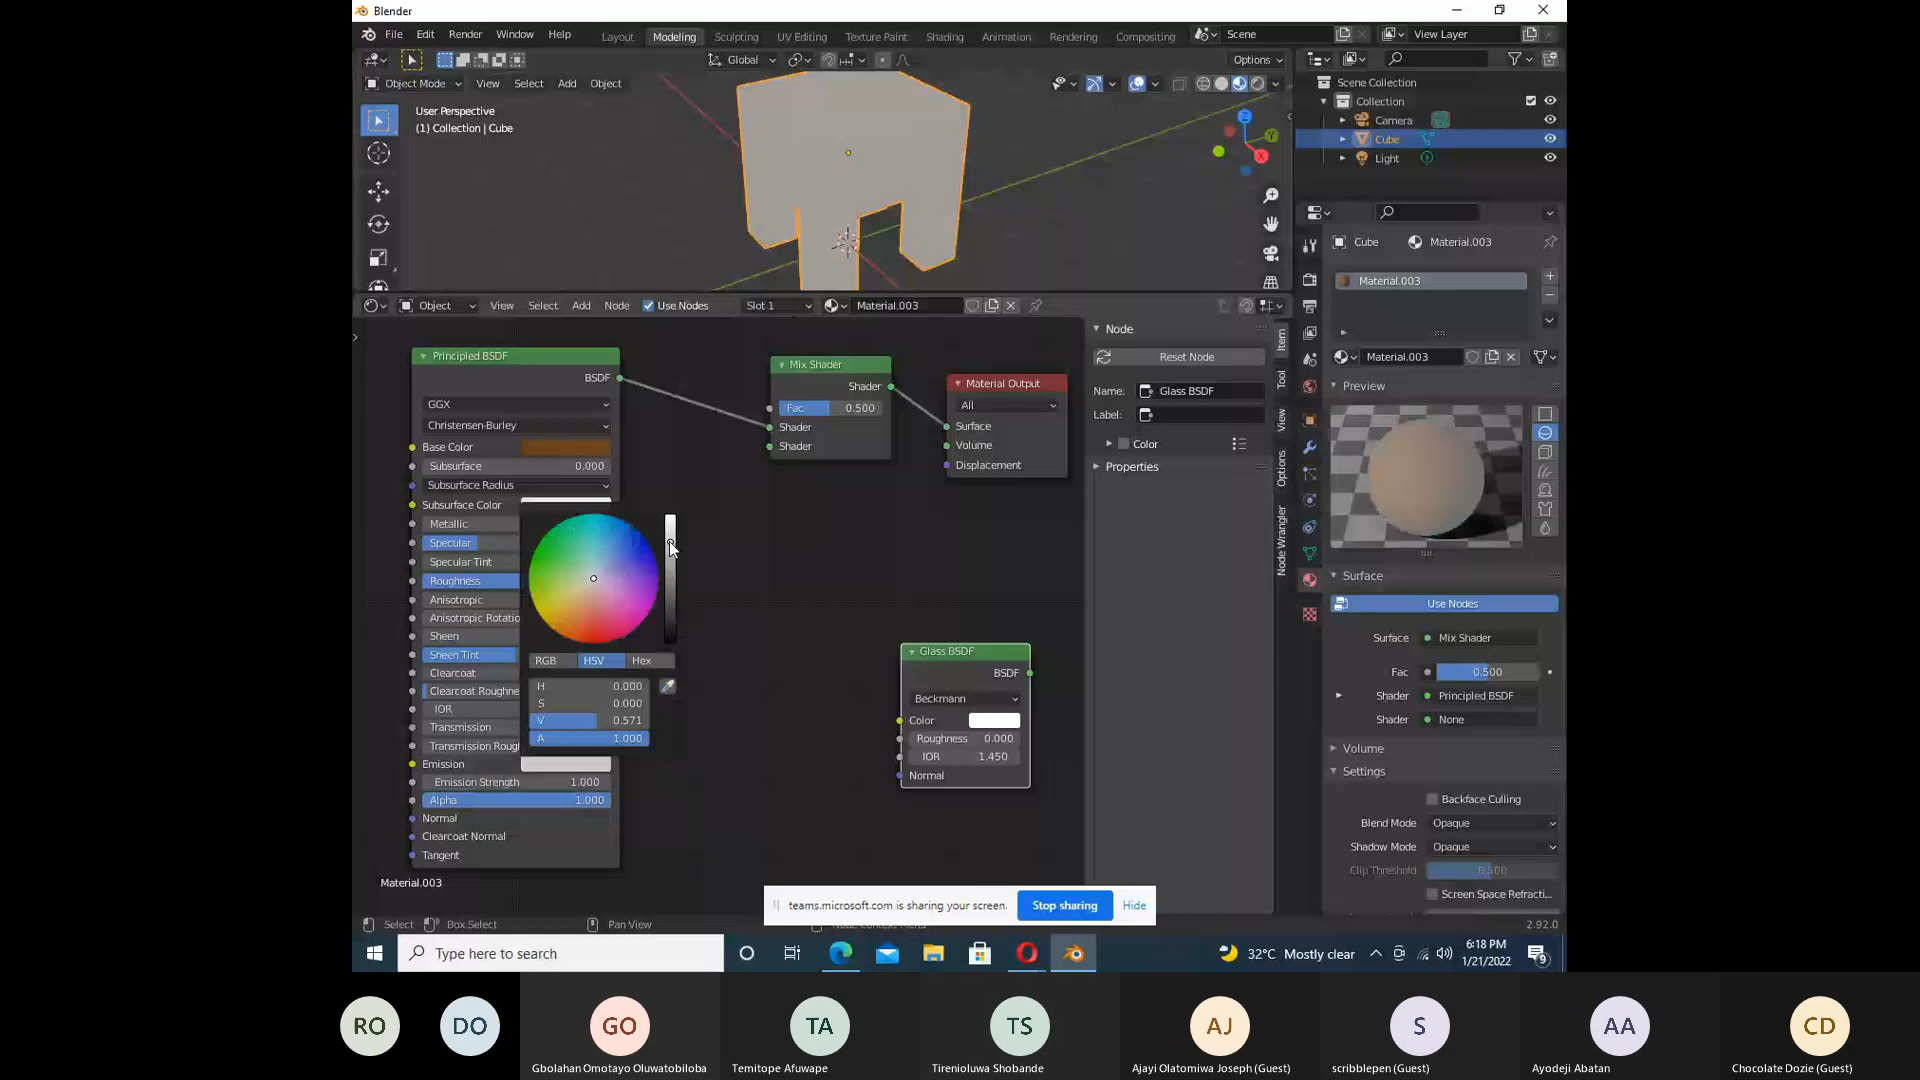 Blender
File Edit Render Window Help Layout Modeling Sculpting UV Editing Texture Paint Shading Animation Rendering Compositing Scene View Layer
Global Options
Object Mode View Select Add Object
User Perspective
(1) Collection | Cube
Z
Y
X
Scene Collection
Collection
Camera
Cube
Light
Cube Material.003
Material.003
Material.003
Preview
Object View Select Add Node Use Nodes Slot 1 Material.003
Principled BSDF
BSDF
GGX
Christensen-Burley
Base Color
Subsurface 0.000
Subsurface Radius
Subsurface Color
Metallic
Specular
Specular Tint
Roughness
Anisotropic
Anisotropic Rotatio
Sheen
Sheen Tint
Clearcoat
Clearcoat Roughne
IOR
Transmission
Transmission Roug
Emission
Emission Strength 1.000
Alpha 1.000
Normal
Clearcoat Normal
Tangent
RGB HSV Hex
H 0.000
S 0.000
V 0.571
A 1.000
Mix Shader
Shader
Fac 0.500
Shader
Shader
Material Output
All
Surface
Volume
Displacement
Glass BSDF
BSDF
Beckmann
Color
Roughness 0.000
IOR 1.450
Normal
Node
Reset Node
Name: Glass BSDF
Label:
Color
Properties
Item
Tool
View
Options
Node Wrangler
Surface
Use Nodes
Surface Mix Shader
Fac 0.500
Shader Principled BSDF
Shader None
Volume
Settings
Backface Culling
Blend Mode Opaque
Shadow Mode Opaque
Clip Threshold 0.500
Screen Space Refracti...
Material.003
teams.microsoft.com is sharing your screen. Stop sharing Hide
Select Box Select Pan View Node Context Menu 2.92.0
Type here to search 32°C Mostly clear 6:18 PM
1/21/2022
9
RO DO GO TA TS AJ S AA CD
Gbolahan Omotayo Oluwatobiloba Temitope Afuwape Tirenioluwa Shobande Ajayi Olatomiwa Joseph (Guest) scribblepen (Guest) Ayodeji Abatan Chocolate Dozie (Guest)